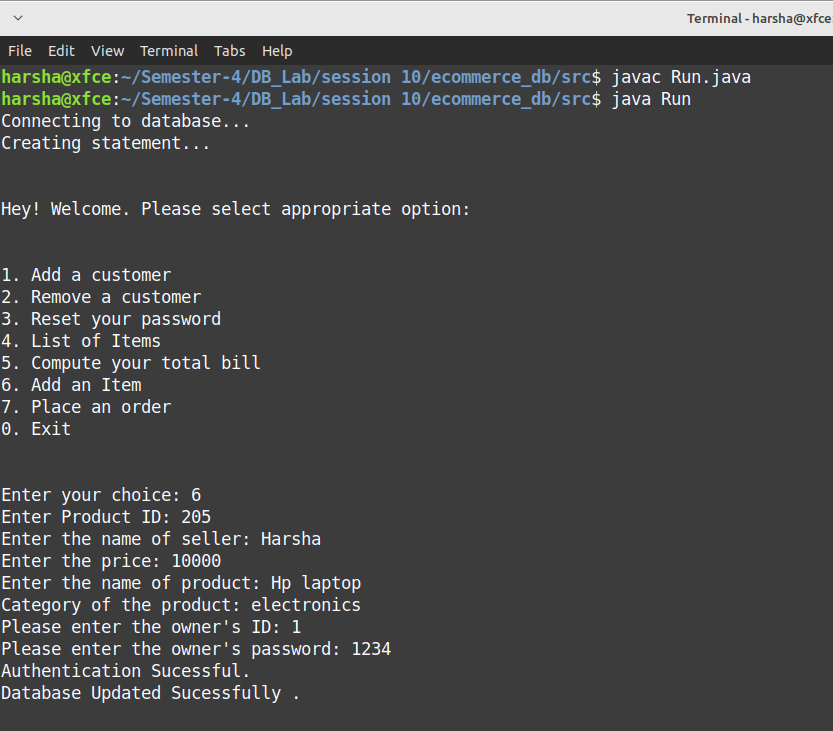 Terminal - harsha@xfce
File Edit View Terminal Tabs Help
harsha@xfce:~/Semester-4/DB_Lab/session 10/ecommerce_db/src$ javac Run.java
harsha@xfce:~/Semester-4/DB_Lab/session 10/ecommerce_db/src$ java Run
Connecting to database...
Creating statement...
Hey! Welcome. Please select appropriate option:
1. Add a customer
2. Remove a customer
3. Reset your password
4. List of Items
5. Compute your total bill
6. Add an Item
7. Place an order
0. Exit
Enter your choice: 6
Enter Product ID: 205
Enter the name of seller: Harsha
Enter the price: 10000
Enter the name of product: Hp laptop
Category of the product: electronics
Please enter the owner's ID: 1
Please enter the owner's password: 1234
Authentication Sucessful.
Database Updated Sucessfully .